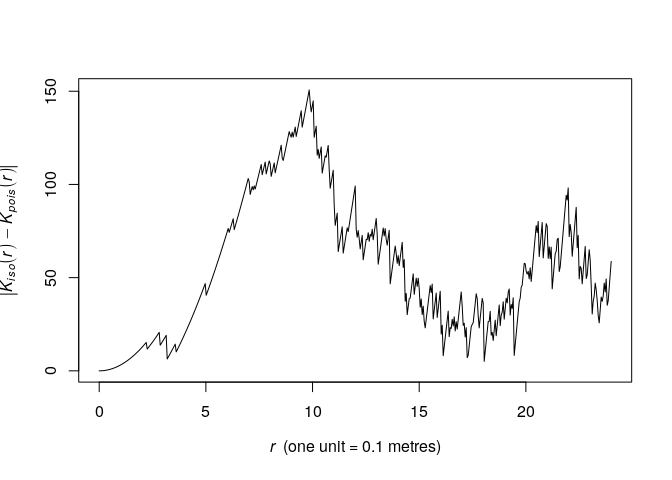 150
100
50
0
|K_iso(r) − K_pois(r)|
0 5 10 15 20
r (one unit = 0.1 metres)